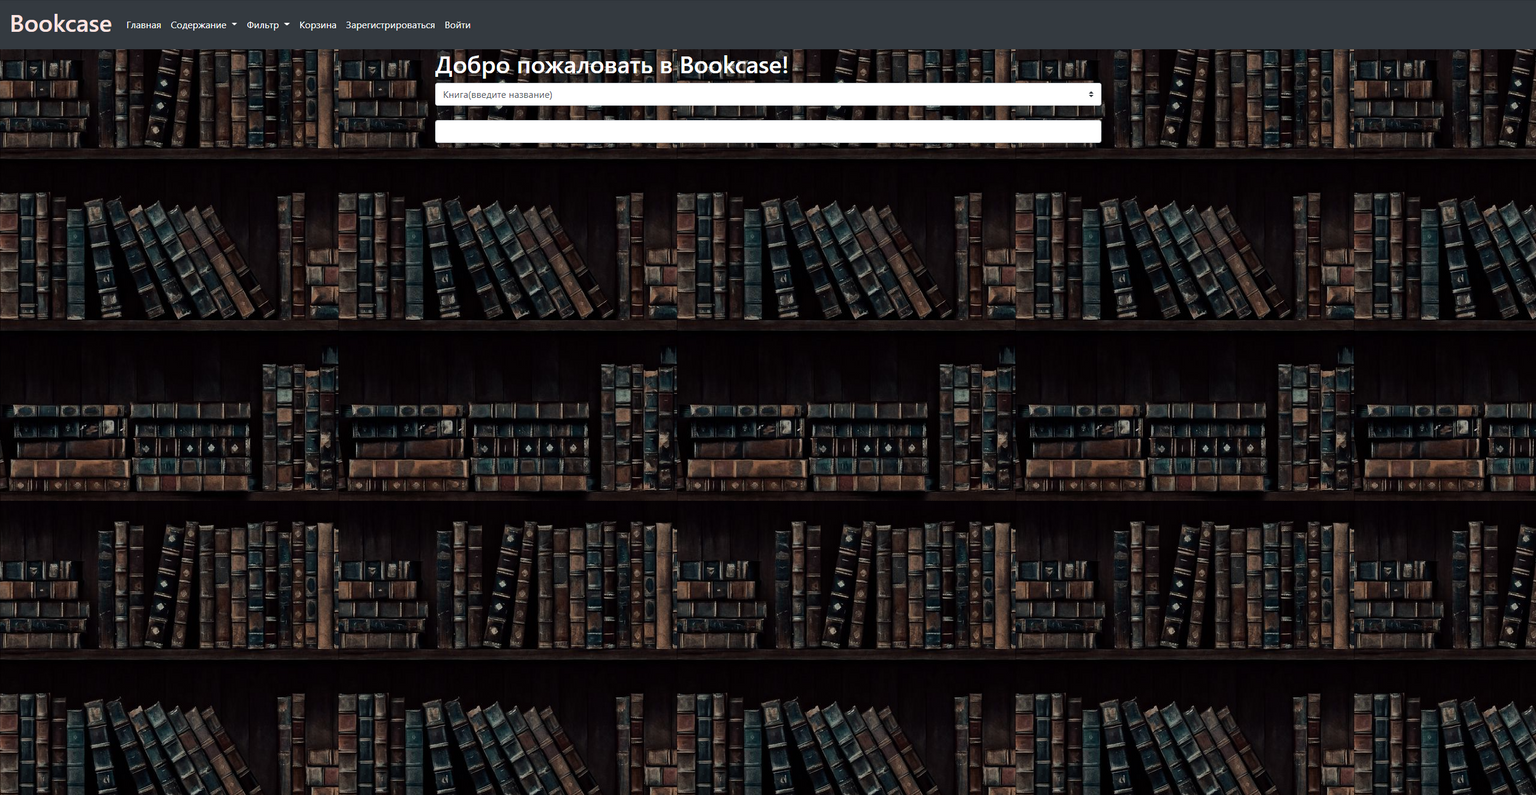 Bookcase Главная Содержание Фильтр Корзина Зарегистрироваться Войти
Добро пожаловать в Bookcase!
Книга(введите название)